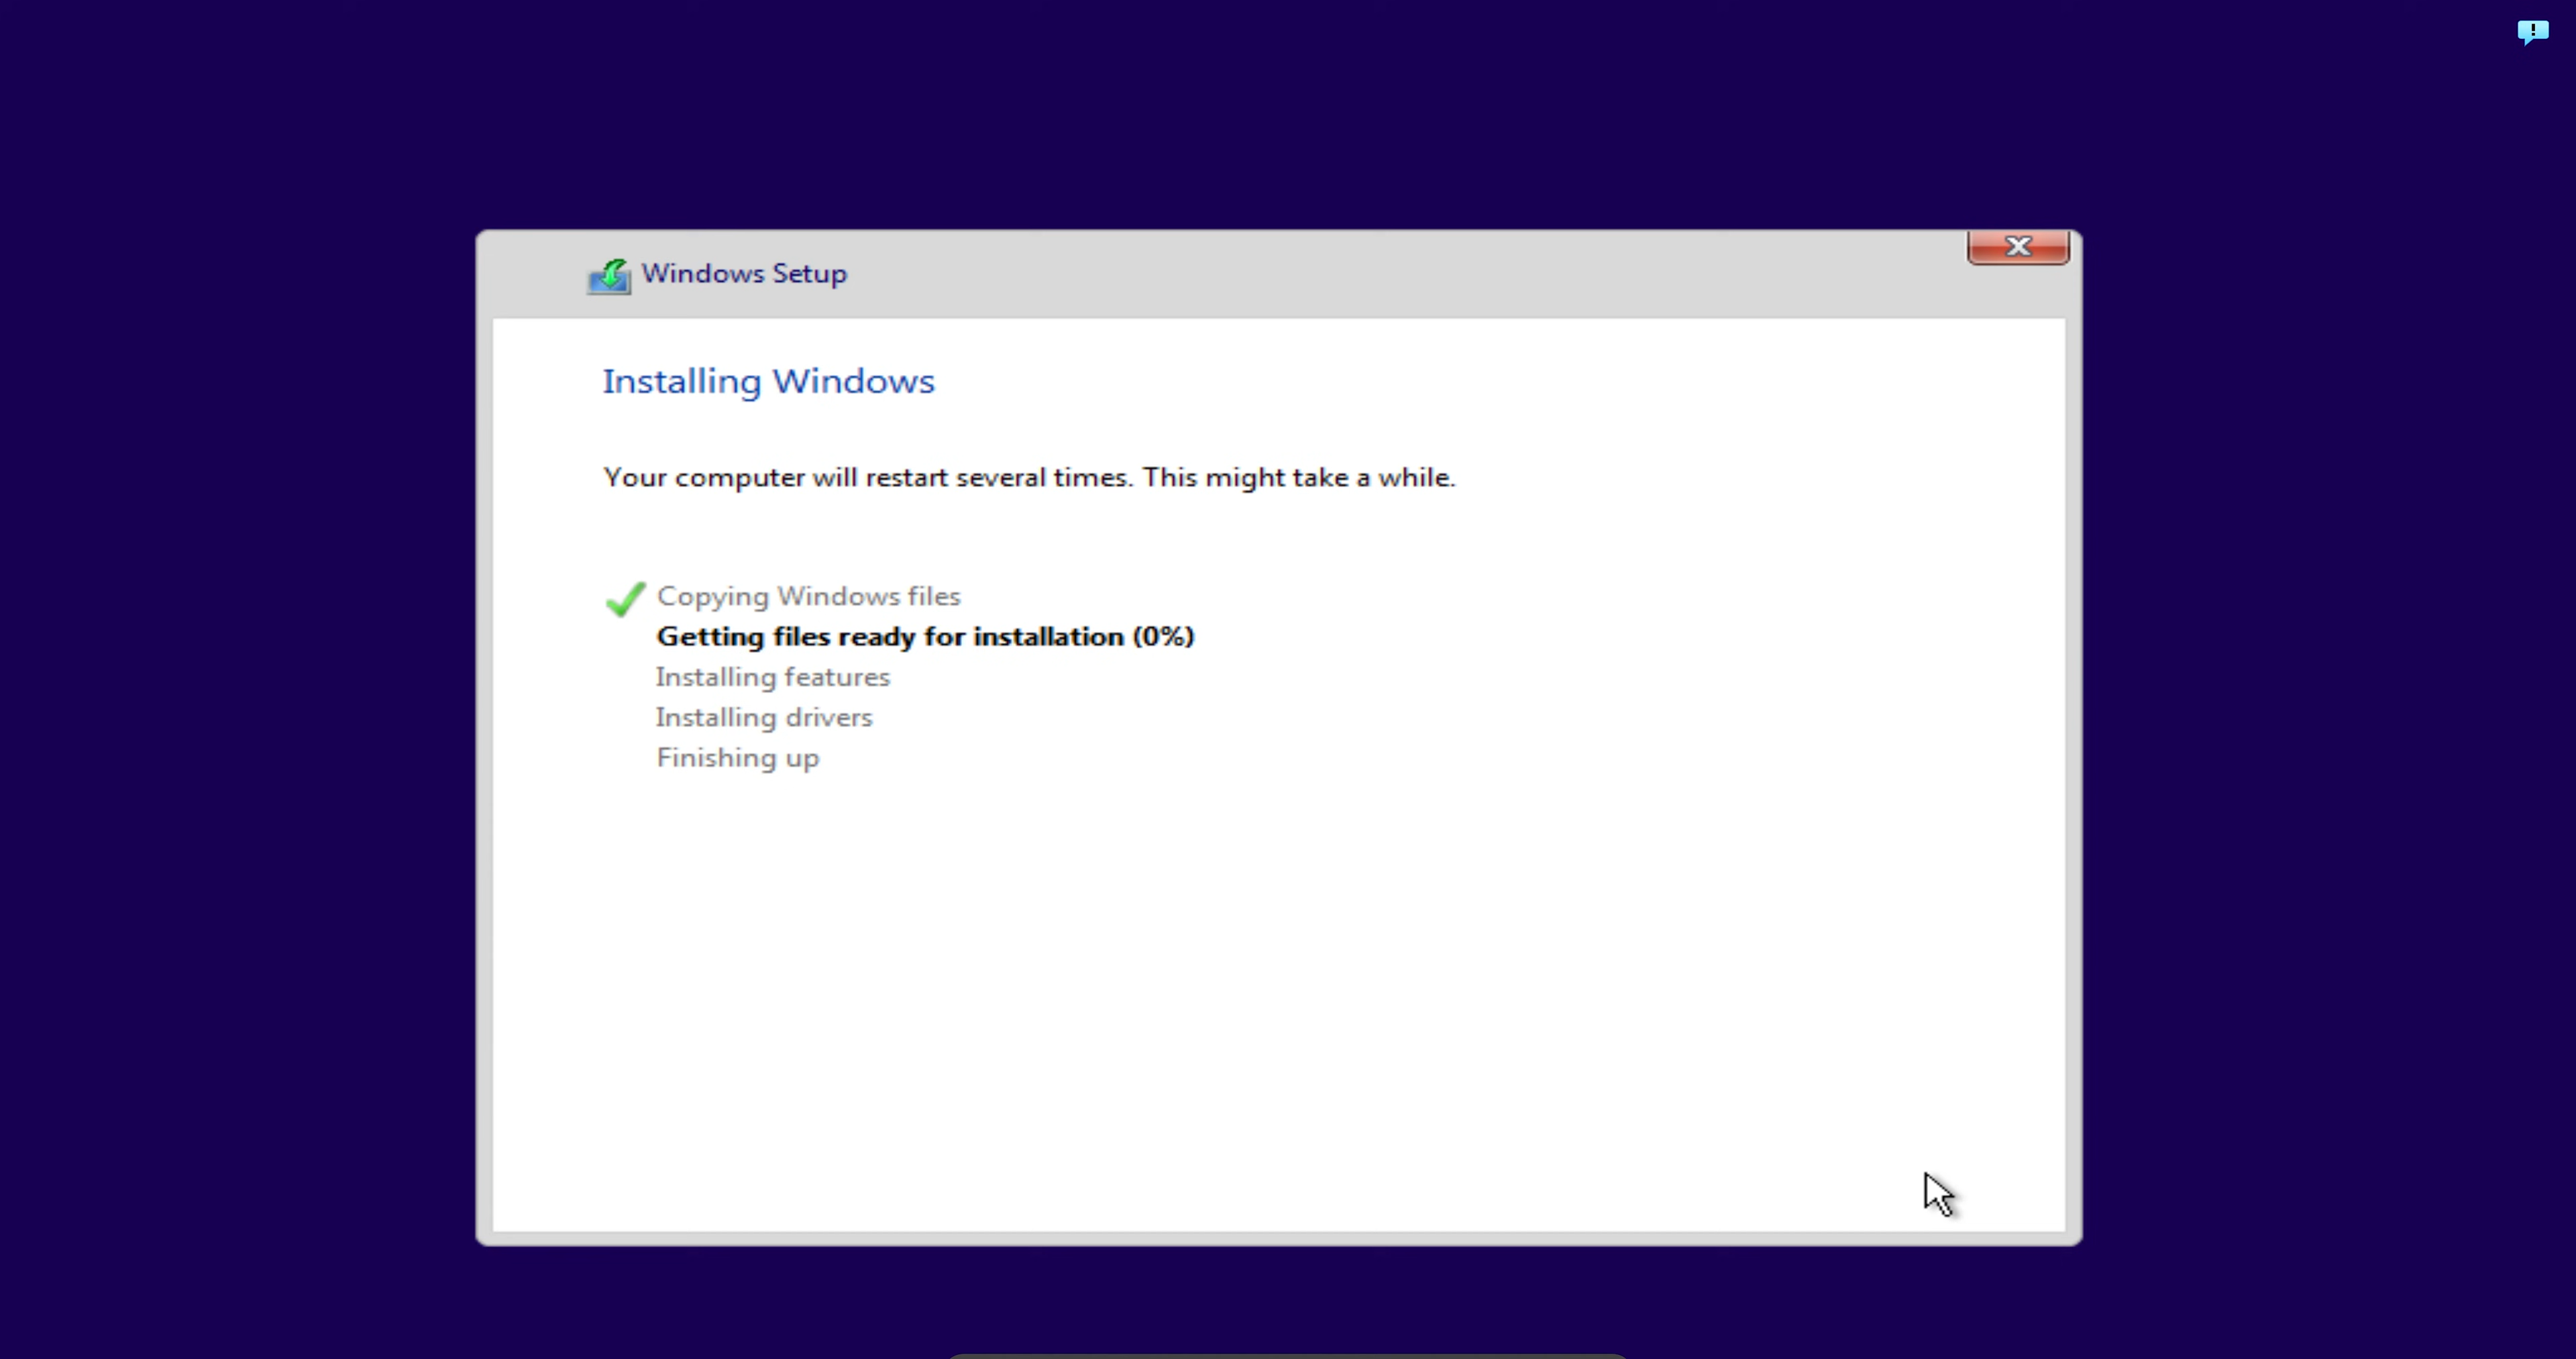 Windows Setup
Installing Windows
Your computer will restart several times. This might take a while.
Copying Windows files
Getting files ready for installation (0%)
Installing features
Installing drivers
Finishing up